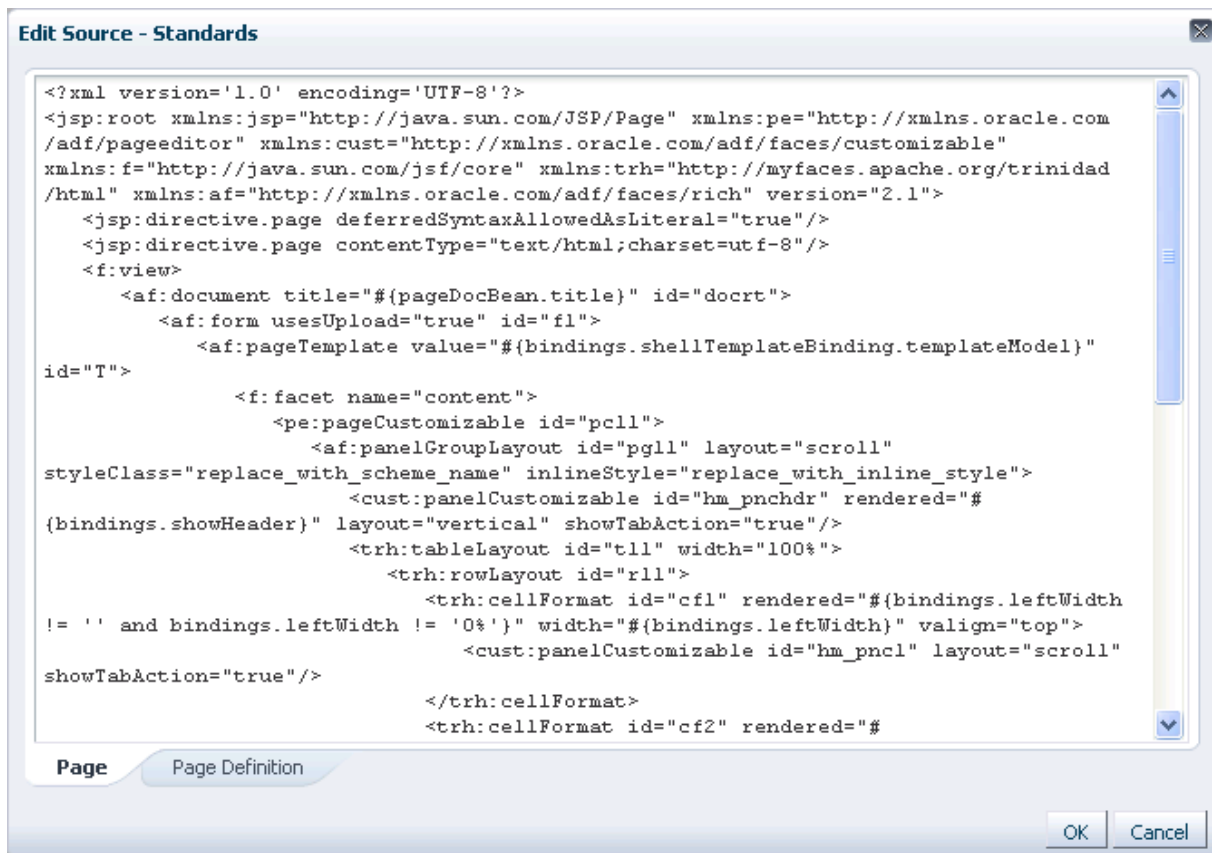 Edit Source - Standards
<?xml version='1.0' encoding='UTF-8'?>
<jsp:root xmlns:jsp="http://java.sun.com/JSP/Page" xmlns:pe="http://xmlns.oracle.com
/adf/pageeditor" xmlns:cust="http://xmlns.oracle.com/adf/faces/customizable"
xmlns:f="http://java.sun.com/jsf/core" xmlns:trh="http://myfaces.apache.org/trinidad
/html" xmlns:af="http://xmlns.oracle.com/adf/faces/rich" version="2.1">
   <jsp:directive.page deferredSyntaxAllowedAsLiteral="true"/>
   <jsp:directive.page contentType="text/html;charset=utf-8"/>
   <f:view>
      <af:document title="#{pageDocBean.title}" id="docrt">
         <af:form usesUpload="true" id="f1">
            <af:pageTemplate value="#{bindings.shellTemplateBinding.templateModel}"
id="T">
               <f:facet name="content">
                  <pe:pageCustomizable id="pcl1">
                     <af:panelGroupLayout id="pgl1" layout="scroll"
styleClass="replace_with_scheme_name" inlineStyle="replace_with_inline_style">
                        <cust:panelCustomizable id="hm_pnchdr" rendered="#
{bindings.showHeader}" layout="vertical" showTabAction="true"/>
                        <trh:tableLayout id="tl1" width="100%">
                           <trh:rowLayout id="rl1">
                              <trh:cellFormat id="cf1" rendered="#{bindings.leftWidth
!= '' and bindings.leftWidth != '0%'}" width="#{bindings.leftWidth}" valign="top">
                                 <cust:panelCustomizable id="hm_pnc1" layout="scroll"
showTabAction="true"/>
                              </trh:cellFormat>
                              <trh:cellFormat id="cf2" rendered="#
Page Page Definition
OK Cancel